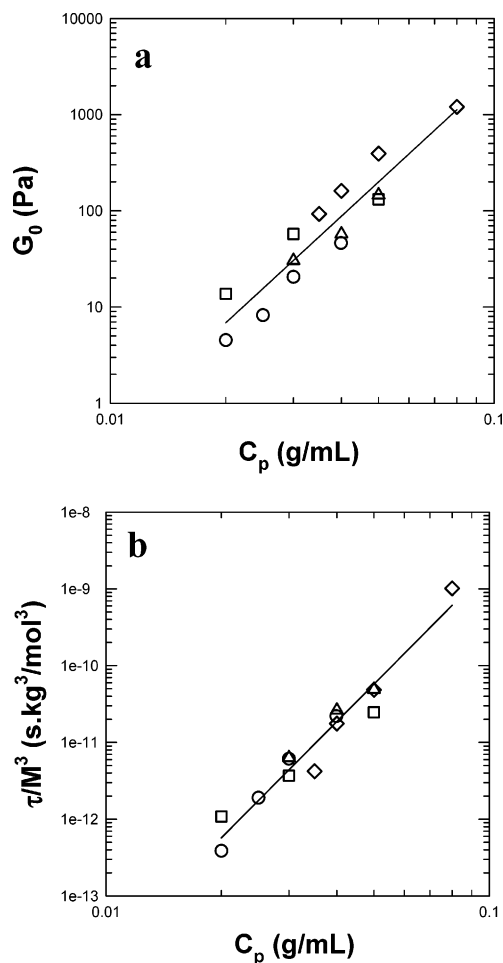 a
10000
1000
100
10
1
G₀ (Pa)
0.01
0.1
Cₚ (g/mL)
b
1e-8
1e-9
1e-10
1e-11
1e-12
1e-13
τ/M³ (s.kg³/mol³)
0.01
0.1
Cₚ (g/mL)